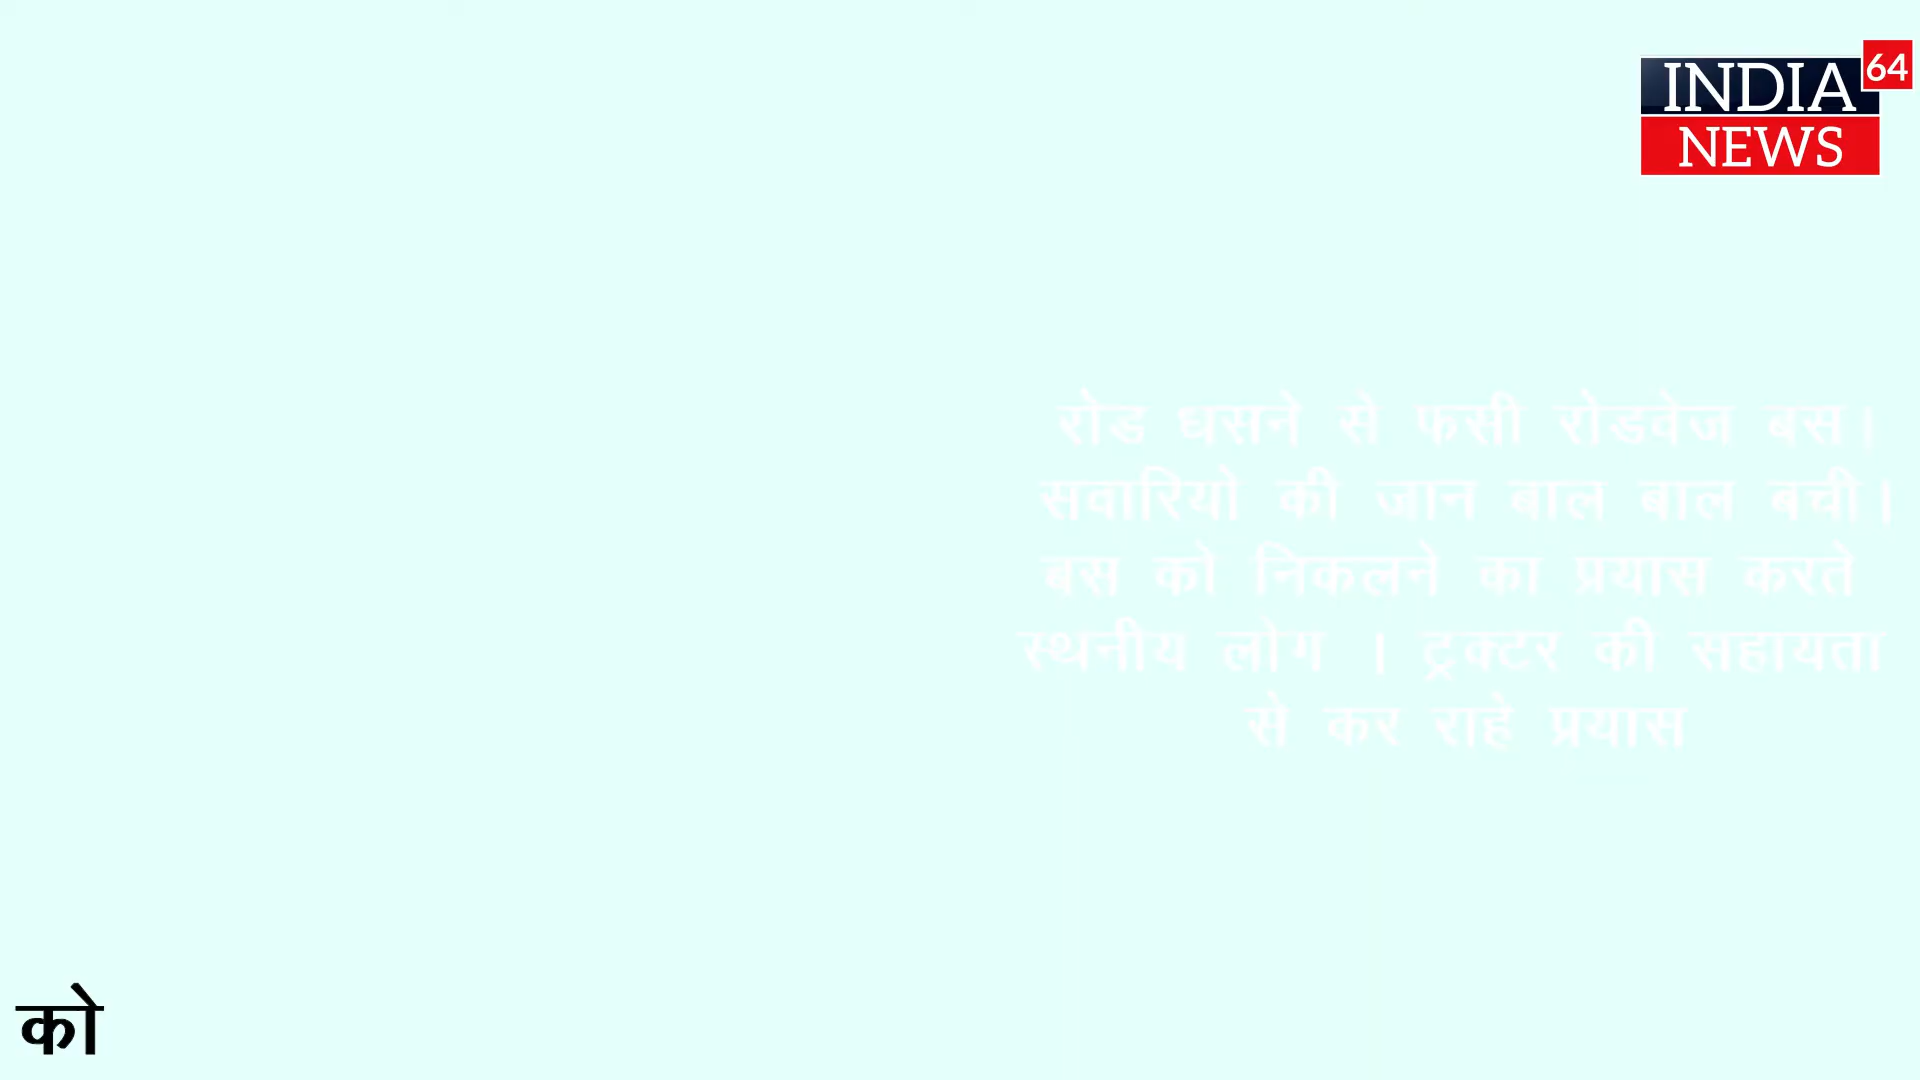 64
INDIA
NEWS
रोड धसने से फसी रोडवेज बस।
सवारियो की जान बाल बाल बची।
बस को निकलने का प्रयास करते
स्थनीय लोग । ट्रक्टर की सहायता
से कर राहे प्रयास
को